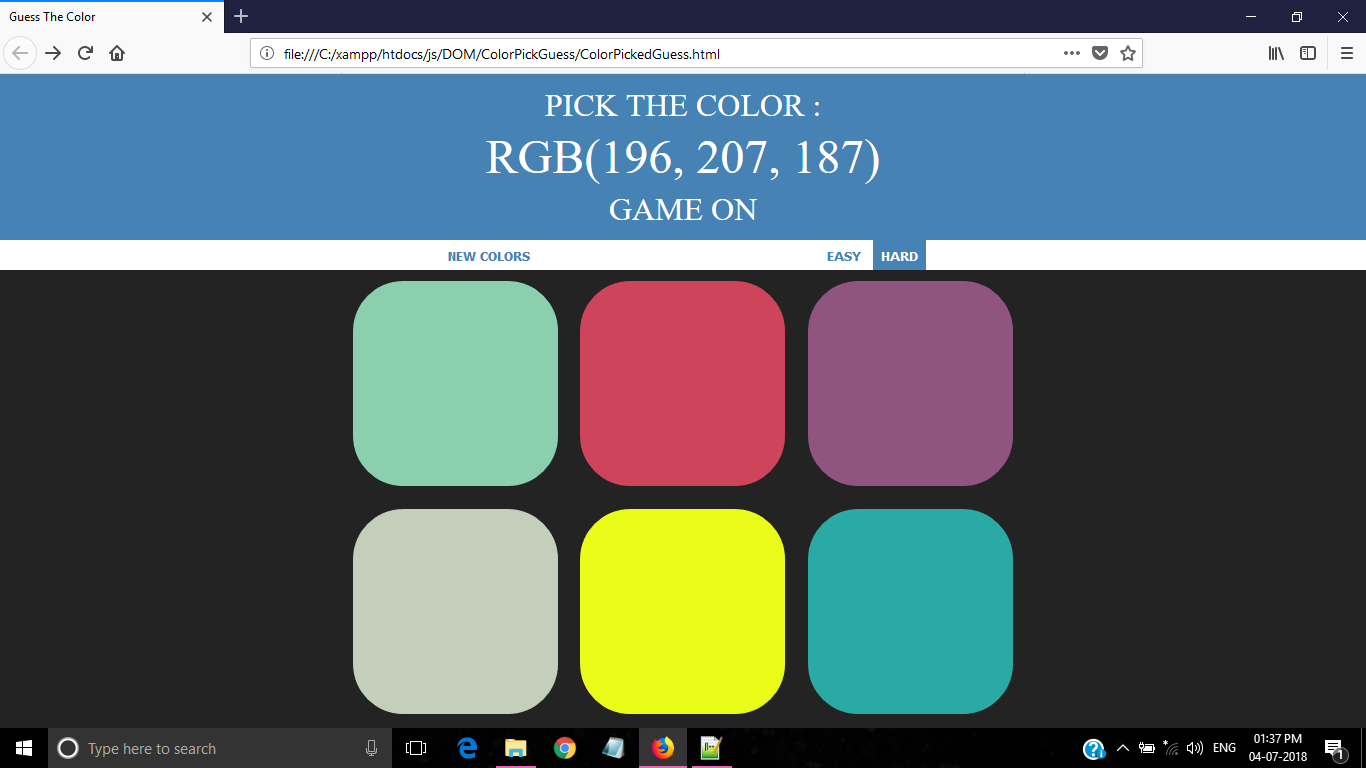 Guess The Color
file:///C:/xampp/htdocs/js/DOM/ColorPickGuess/ColorPickedGuess.html
PICK THE COLOR :
RGB(196, 207, 187)
GAME ON
NEW COLORS EASY HARD
Type here to search
ENG
01:37 PM
04-07-2018
1